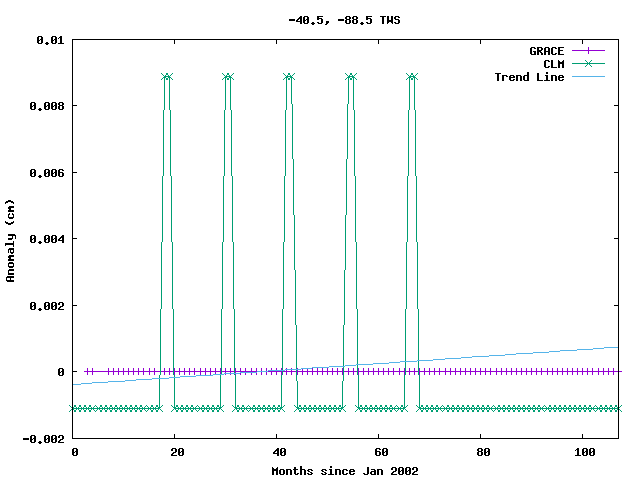 -40.5, -88.5 TWS
0.01
0.008
0.006
0.004
0.002
0
-0.002
Anomaly (cm)
GRACE
CLM
Trend Line
0 20 40 60 80 100
Months since Jan 2002